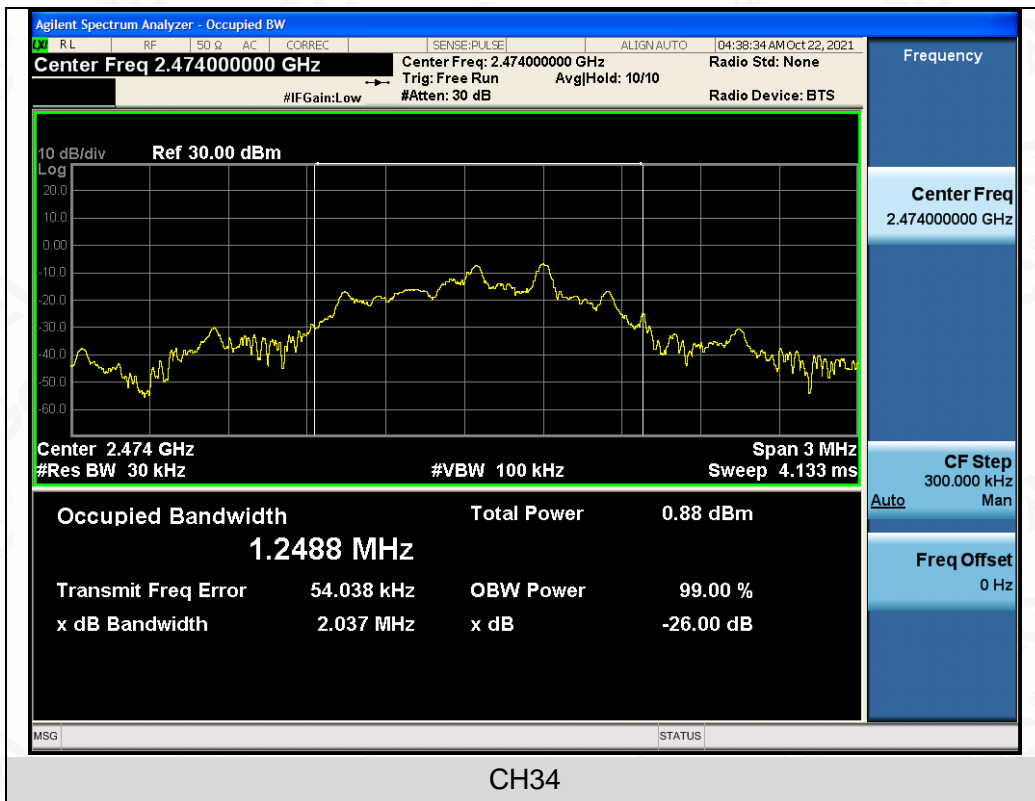 Agilent Spectrum Analyzer - Occupied BW
LXI RL RF 50 Ω AC CORREC SENSE:PULSE ALIGN AUTO 04:38:34 AM Oct 22, 2021
Center Freq 2.474000000 GHz
Center Freq: 2.474000000 GHz Radio Std: None
Trig: Free Run Avg|Hold: 10/10
#IFGain:Low #Atten: 30 dB Radio Device: BTS
10 dB/div Ref 30.00 dBm
Log
20.0
10.0
0.00
-10.0
-20.0
-30.0
-40.0
-50.0
-60.0
Center 2.474 GHz Span 3 MHz
#Res BW 30 kHz #VBW 100 kHz Sweep 4.133 ms
Occupied Bandwidth Total Power 0.88 dBm
1.2488 MHz
Transmit Freq Error 54.038 kHz OBW Power 99.00 %
x dB Bandwidth 2.037 MHz x dB -26.00 dB
MSG STATUS
Frequency
Center Freq
2.474000000 GHz
CF Step
300.000 kHz
Auto Man
Freq Offset
0 Hz
CH34